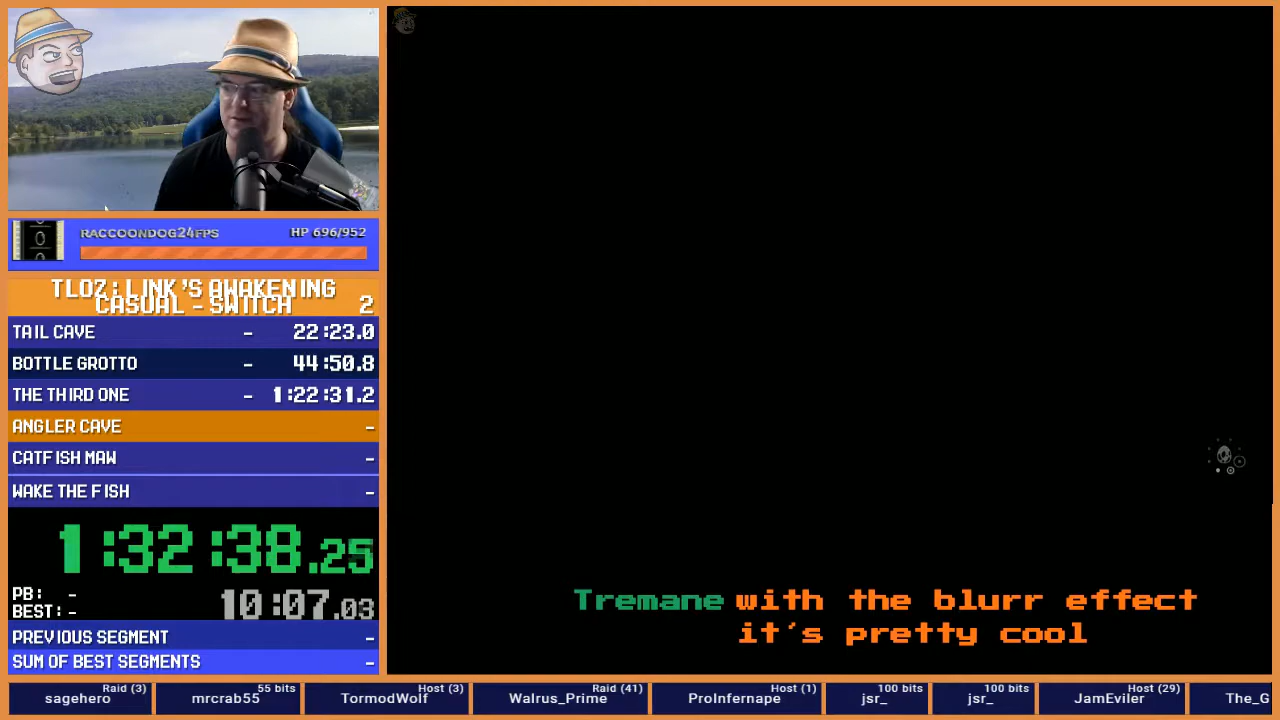 RACCOONDOG24FPS HP 696/952
TLOZ: LINK'S AWAKENING
CASUAL - SWITCH 2
TAIL CAVE - 22:23.0
BOTTLE GROTTO - 44:50.8
THE THIRD ONE - 1:22:31.2
ANGLER CAVE -
CATFISH MAW -
WAKE THE FISH -
1:32:38.25
PB: -
BEST: - 10:07.03
PREVIOUS SEGMENT -
SUM OF BEST SEGMENTS -
Tremane with the blurr effect
it's pretty cool
Raid (3) 55 bits Host (3) Raid (41) Host (1) 100 bits 100 bits Host (29)
sagehero mrcrab55 TormodWolf Walrus_Prime ProInfernape jsr_ jsr_ JamEviler The_G